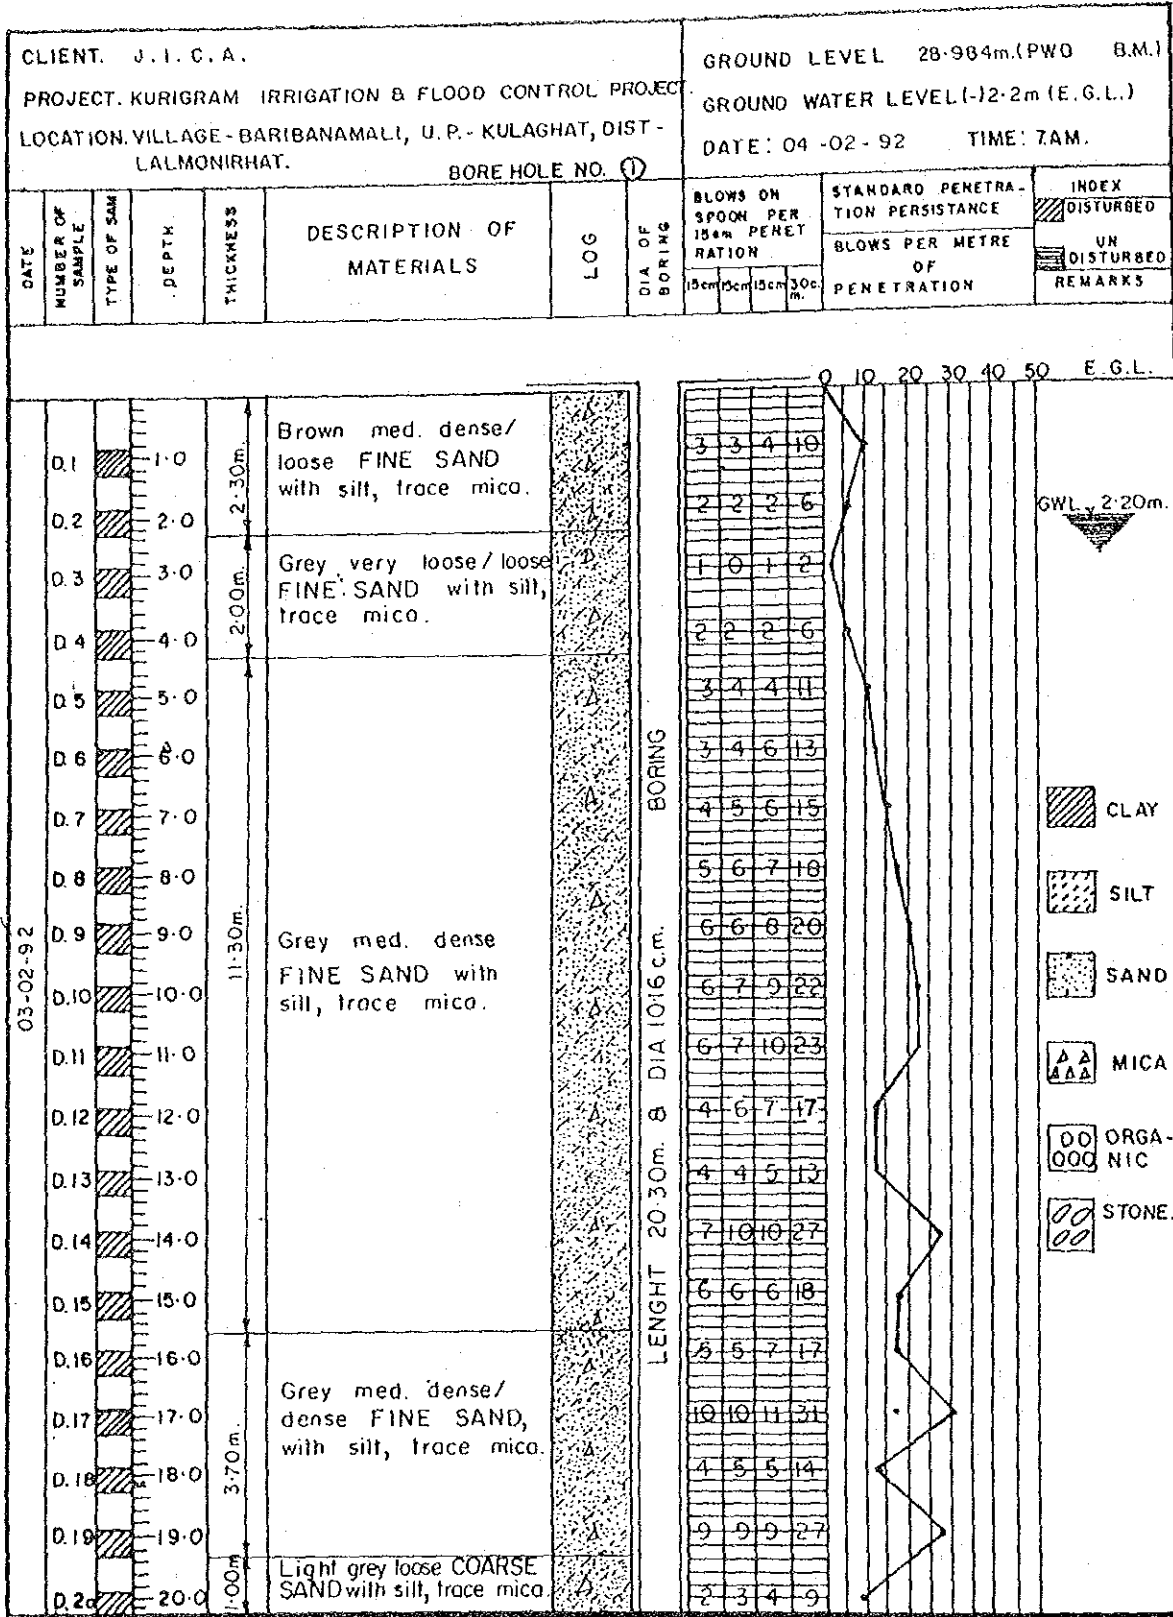 CLIENT. J.I.C.A.
PROJECT. KURIGRAM IRRIGATION & FLOOD CONTROL PROJECT.
LOCATION. VILLAGE-BARIBANAMALI, U.P.- KULAGHAT, DIST-
LALMONIRHAT.
BORE HOLE NO. ①
GROUND LEVEL 28·984m.(PWD B.M.)
GROUND WATER LEVEL (-)2·2m (E.G.L.)
DATE: 04-02-92 TIME: 7AM.
DATE
NUMBER OF SAMPLE
TYPE OF SAM
DEPTH
THICKNESS
DESCRIPTION OF
MATERIALS
LOG
DIA OF BORING
BLOWS ON
SPOON PER
15cm PENET
RATION
15cm 15cm 15cm 30c.m.
STANDARD PENETRA-
TION PERSISTANCE
BLOWS PER METRE
OF
PENETRATION
INDEX
DISTURBED
UN
DISTURBED
REMARKS
0 10 20 30 40 50 E.G.L.
03-02-92
D.1 1·0 3 3 4 10
D.2 2·0 2 2 2 6
D.3 3·0 1 0 1 2
D.4 4·0 2 2 2 6
D.5 5·0 3 4 4 11
D.6 6·0 3 4 6 13
D.7 7·0 4 5 6 15
D.8 8·0 5 6 7 18
D.9 9·0 6 6 8 20
D.10 10·0 6 7 9 22
D.11 11·0 6 7 10 23
D.12 12·0 4 6 7 17
D.13 13·0 4 4 5 13
D.14 14·0 7 10 10 27
D.15 15·0 6 6 6 18
D.16 16·0 5 5 7 17
D.17 17·0 10 10 11 31
D.18 18·0 4 5 5 14
D.19 19·0 9 9 9 27
D.20 20·0 2 3 4 9
2·30m.
Brown med. dense/
loose FINE SAND
with silt, trace mica.
2·00m.
Grey very loose/loose
FINE SAND with silt,
trace mica.
11·30m.
Grey med. dense
FINE SAND with
silt, trace mica.
3·70m.
Grey med. dense/
dense FINE SAND,
with silt, trace mica.
1·00m
Light grey loose COARSE
SAND with silt, trace mica.
LENGHT 20·30m. & DIA 10·16 c.m. BORING
GWL 2·20m.
CLAY
SILT
SAND
MICA
ORGA-
NIC
STONE.